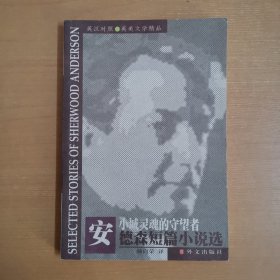 英汉对照 英美文学精品
SELECTED STORIES OF SHERWOOD ANDERSON
小城灵魂的守望者
安德森短篇小说选
译
外文出版社